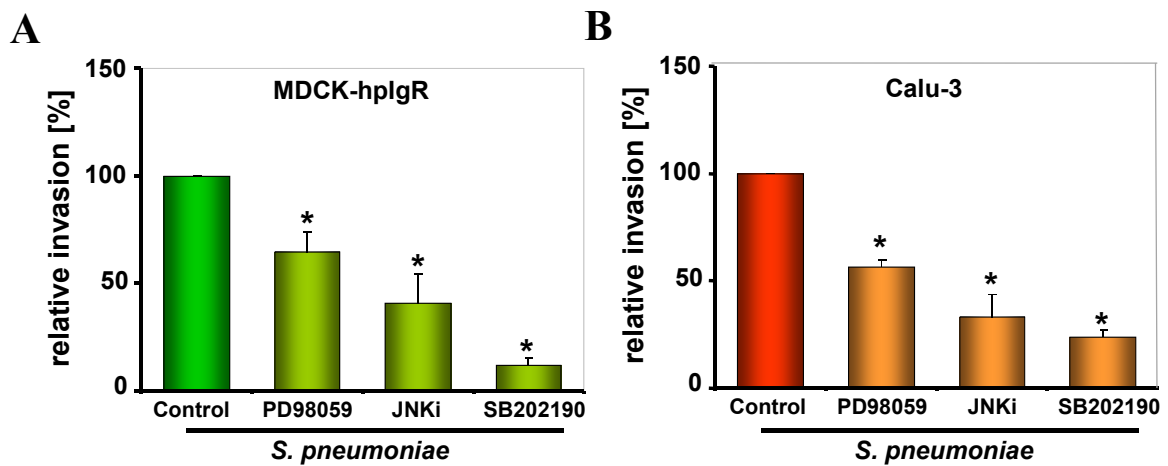 A
MDCK-hpIgR
relative invasion [%]
150
100
50
0
*
*
*
Control PD98059 JNKi SB202190
S. pneumoniae
B
Calu-3
relative invasion [%]
150
100
50
0
*
*
*
Control PD98059 JNKi SB202190
S. pneumoniae